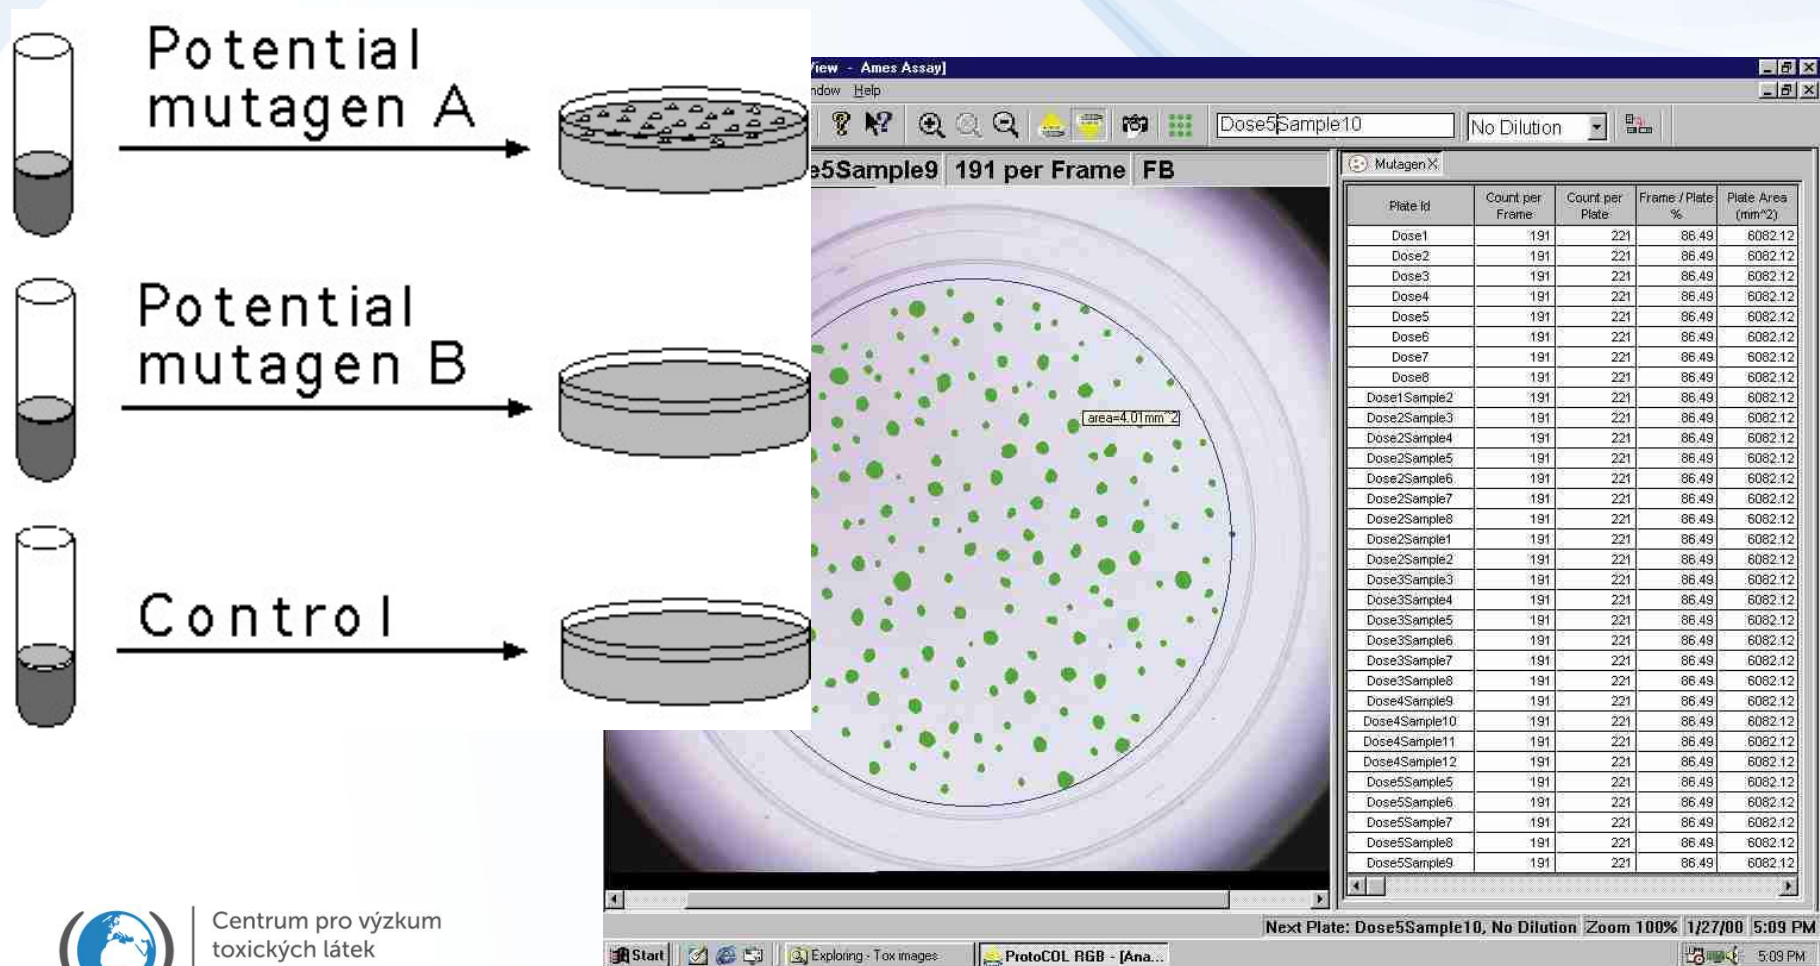 Potential
mutagen A
Potential
mutagen B
Control
iew - Ames Assay]
ndow Help
Dose5Sample10
No Dilution
e5Sample9 191 per Frame FB
Mutagen X
Plate Id Count per Frame Count per Plate Frame / Plate % Plate Area (mm^2)
Dose1 191 221 86.49 6082.12
Dose2 191 221 86.49 6082.12
Dose3 191 221 86.49 6082.12
Dose4 191 221 86.49 6082.12
Dose5 191 221 86.49 6082.12
Dose6 191 221 86.49 6082.12
Dose7 191 221 86.49 6082.12
Dose8 191 221 86.49 6082.12
Dose1Sample2 191 221 86.49 6082.12
Dose2Sample3 191 221 86.49 6082.12
Dose2Sample4 191 221 86.49 6082.12
Dose2Sample5 191 221 86.49 6082.12
Dose2Sample6 191 221 86.49 6082.12
Dose2Sample7 191 221 86.49 6082.12
Dose2Sample8 191 221 86.49 6082.12
Dose2Sample1 191 221 86.49 6082.12
Dose2Sample2 191 221 86.49 6082.12
Dose3Sample3 191 221 86.49 6082.12
Dose3Sample4 191 221 86.49 6082.12
Dose3Sample5 191 221 86.49 6082.12
Dose3Sample6 191 221 86.49 6082.12
Dose3Sample7 191 221 86.49 6082.12
Dose3Sample8 191 221 86.49 6082.12
Dose4Sample9 191 221 86.49 6082.12
Dose4Sample10 191 221 86.49 6082.12
Dose4Sample11 191 221 86.49 6082.12
Dose4Sample12 191 221 86.49 6082.12
Dose5Sample5 191 221 86.49 6082.12
Dose5Sample6 191 221 86.49 6082.12
Dose5Sample7 191 221 86.49 6082.12
Dose5Sample8 191 221 86.49 6082.12
Dose5Sample9 191 221 86.49 6082.12
area=4.01mm^2
Next Plate: Dose5Sample10, No Dilution Zoom 100% 1/27/00 5:09 PM
Start Exploring - Tox images ProtoCOL RGB - [Ana... 5:09 PM
Centrum pro výzkum
toxických látek